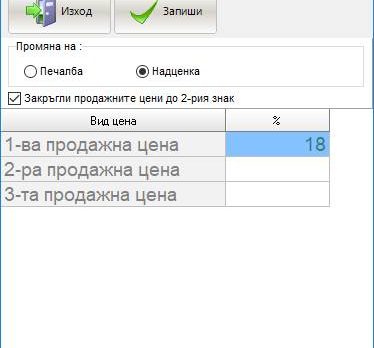 Изход Запиши
Промяна на :
Печалба Надценка
Закръгли продажните цени до 2-рия знак
Вид цена %
1-ва продажна цена 18
2-ра продажна цена
3-та продажна цена